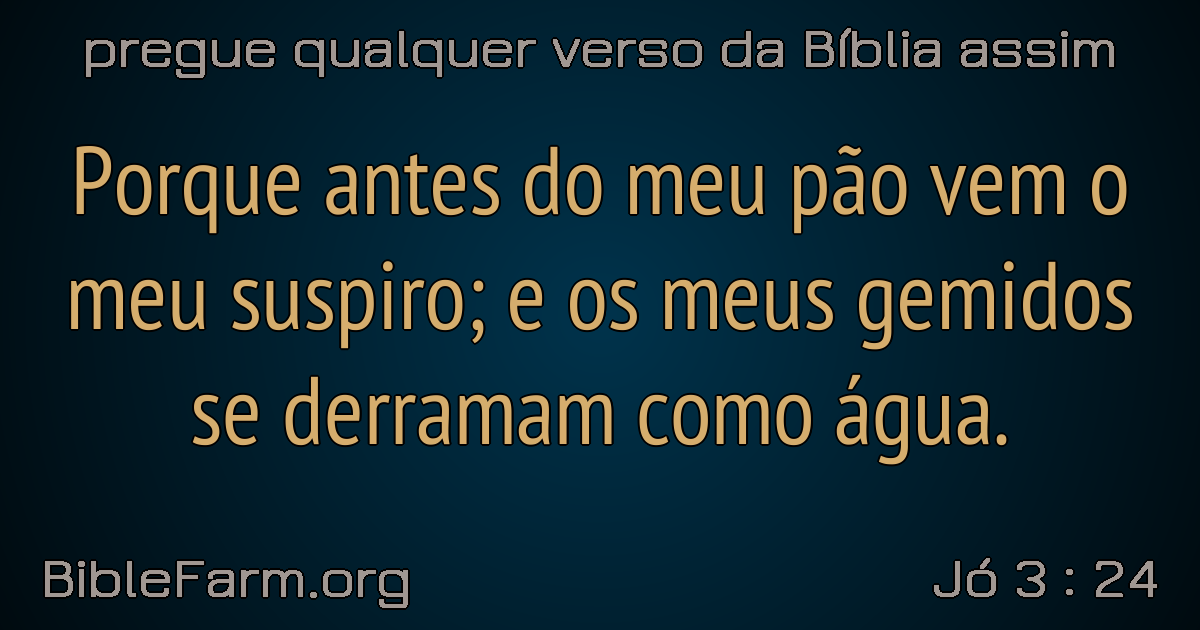 pregue qualquer verso da Bíblia assim
Porque antes do meu pão vem o
meu suspiro; e os meus gemidos
se derramam como água.
BibleFarm.org
Jó 3 : 24